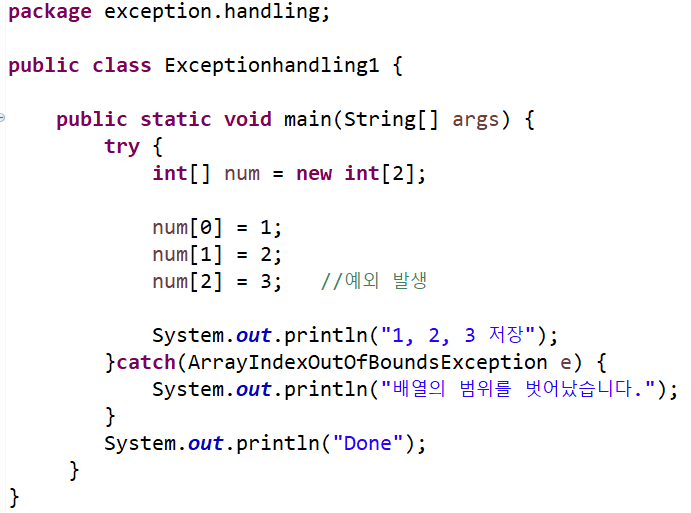 package exception.handling;
public class Exceptionhandling1 {
public static void main(String[] args) {
try {
int[] num = new int[2];
num[0] = 1;
num[1] = 2;
num[2] = 3;   //예외 발생
System.out.println("1, 2, 3 저장");
}catch(ArrayIndexOutOfBoundsException e) {
System.out.println("배열의 범위를 벗어났습니다.");
}
System.out.println("Done");
}
}